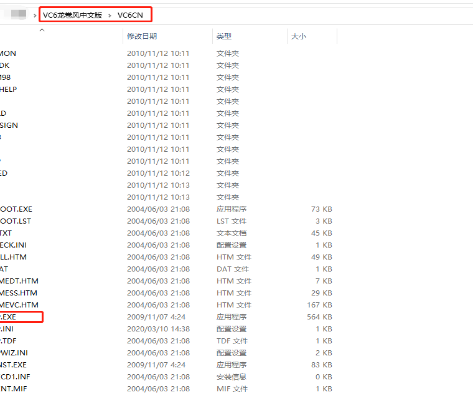 VC6龙卷风中文版 > VC6CN
修改日期 类型 大小
MON 2010/11/12 10:11 文件夹
DK 2010/11/12 10:11 文件夹
M98 2010/11/12 10:11 文件夹
HELP 2010/11/12 10:11 文件夹
2010/11/12 10:11 文件夹
AD 2010/11/12 10:11 文件夹
SIGN 2010/11/12 10:11 文件夹
2010/11/12 10:11 文件夹
2010/11/12 10:11 文件夹
2010/11/12 10:11 文件夹
ED 2010/11/12 10:12 文件夹
2010/11/12 10:13 文件夹
2010/11/12 10:13 文件夹
OOT.EXE 2004/06/03 21:08 应用程序 73 KB
OOT.LST 2004/06/03 21:08 LST 文件 3 KB
TXT 2004/06/03 21:08 文本文档 45 KB
ECK.INI 2004/06/03 21:08 配置设置 1 KB
LL.HTM 2004/06/03 21:08 HTM 文件 49 KB
AT 2004/06/03 21:08 DAT 文件 1 KB
MEDT.HTM 2004/06/03 21:08 HTM 文件 7 KB
MESS.HTM 2004/06/03 21:08 HTM 文件 29 KB
MEVC.HTM 2004/06/03 21:08 HTM 文件 167 KB
.EXE 2009/11/07 4:24 应用程序 564 KB
.INI 2020/03/10 14:38 配置设置 1 KB
.TDF 2004/06/03 21:08 TDF 文件 1 KB
PWIZ.INI 2004/06/03 21:08 配置设置 2 KB
NST.EXE 2009/11/07 4:24 应用程序 83 KB
CD1.INF 2004/06/03 21:08 安装信息 0 KB
NT.MIF 2004/06/03 21:08 MIF 文件 1 KB